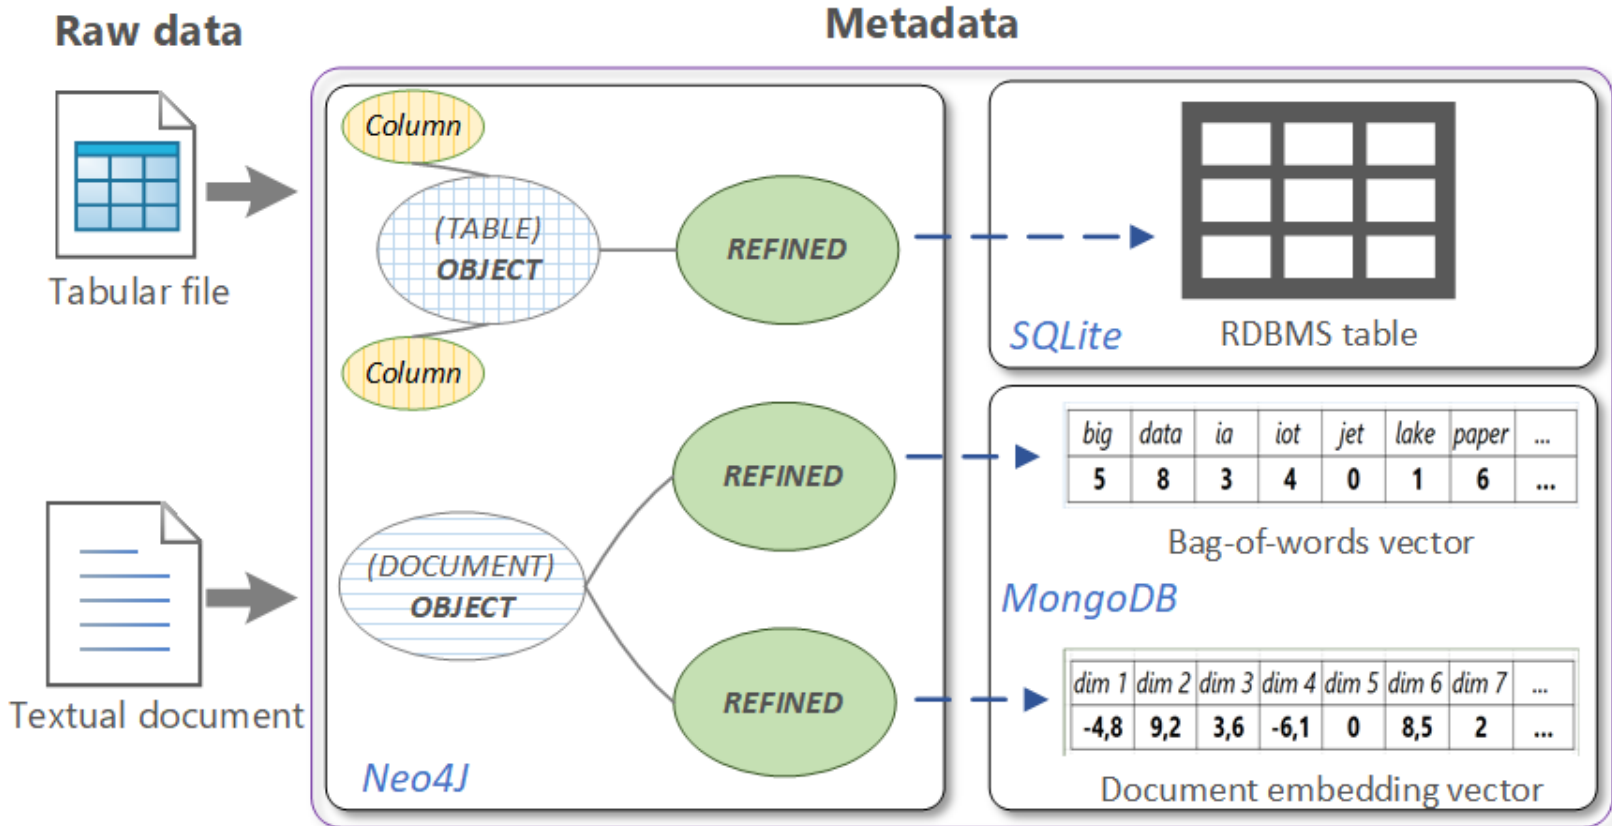 Raw data
Metadata
Tabular file
Textual document
Column
(TABLE)
OBJECT
REFINED
Column
REFINED
(DOCUMENT)
OBJECT
REFINED
Neo4J
SQLite
RDBMS table
big data ia iot jet lake paper ...
5 8 3 4 0 1 6 ...
Bag-of-words vector
MongoDB
dim 1 dim 2 dim 3 dim 4 dim 5 dim 6 dim 7 ...
-4,8 9,2 3,6 -6,1 0 8,5 2 ...
Document embedding vector